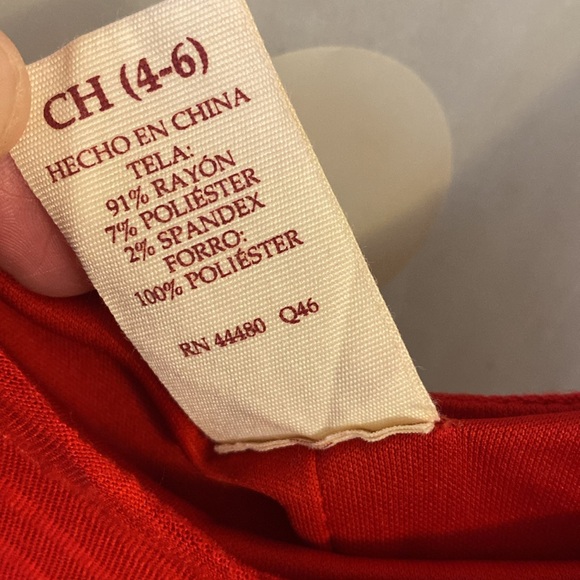 CH (4-6)
HECHO EN CHINA
TELA:
91% RAYÓN
7% POLIÉSTER
2% SPANDEX
FORRO:
100% POLIÉSTER
RN 44480 Q46